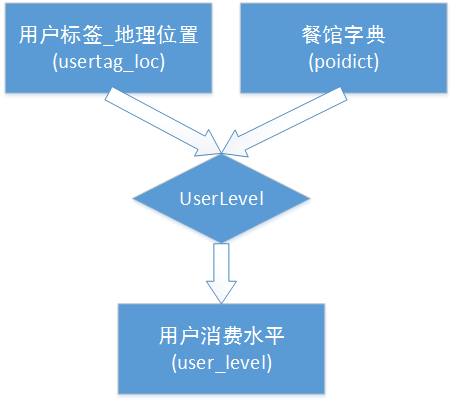 用户标签_地理位置
(usertag_loc)
餐馆字典
(poidict)
UserLevel
用户消费水平
(user_level)